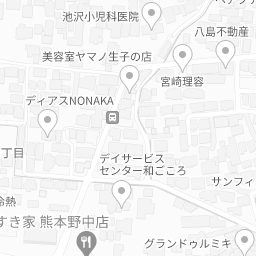 池沢小児科医院
八島不動産
美容室ヤマノ生子の店
宮崎理容
ディアスNONAKA
丁目
デイサービス
センター和ごころ
サンフィ
冷熱
すき家 熊本野中店
グランドゥルミキ